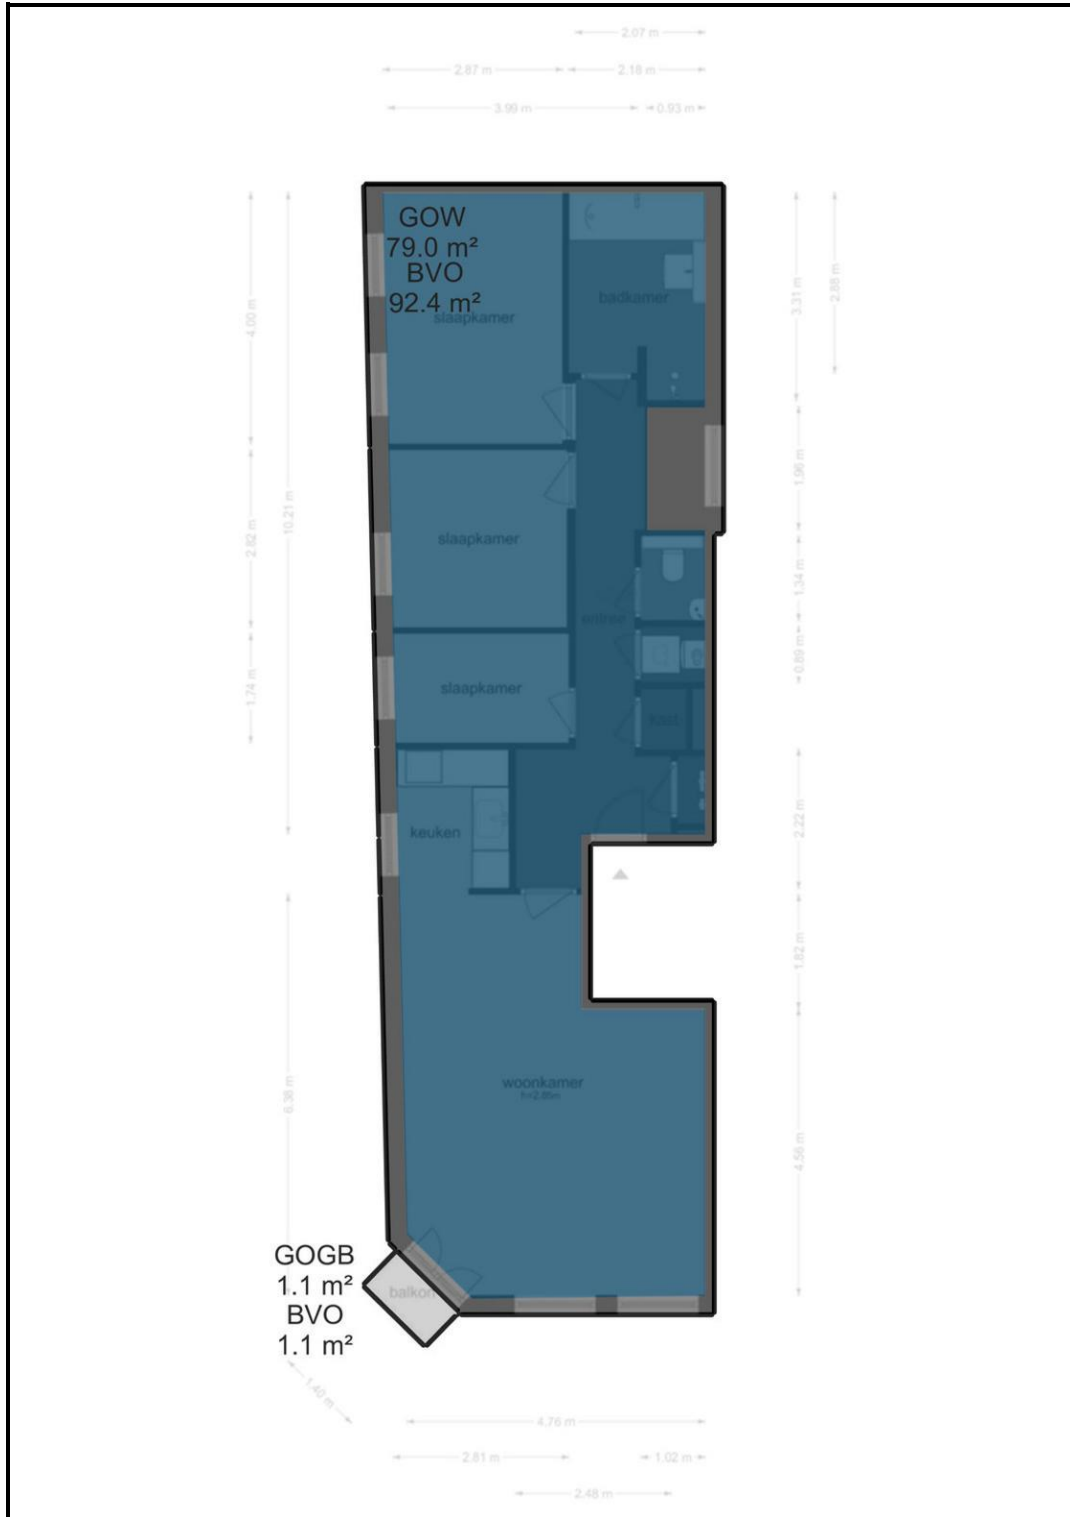 2.07 m
2.87 m
2.18 m
3.99 m
0.93 m
GOW
79.0 m²
BVO
92.4 m²
slaapkamer
badkamer
4.00 m
10.21 m
3.31 m
2.88 m
1.96 m
slaapkamer
2.82 m
1.34 m
entree
0.89 m
slaapkamer
1.74 m
kast
keuken
2.22 m
1.82 m
woonkamer
6.38 m
4.56 m
GOGB
1.1 m²
balkon
BVO
1.1 m²
1.40 m
4.76 m
2.81 m
1.02 m
2.48 m